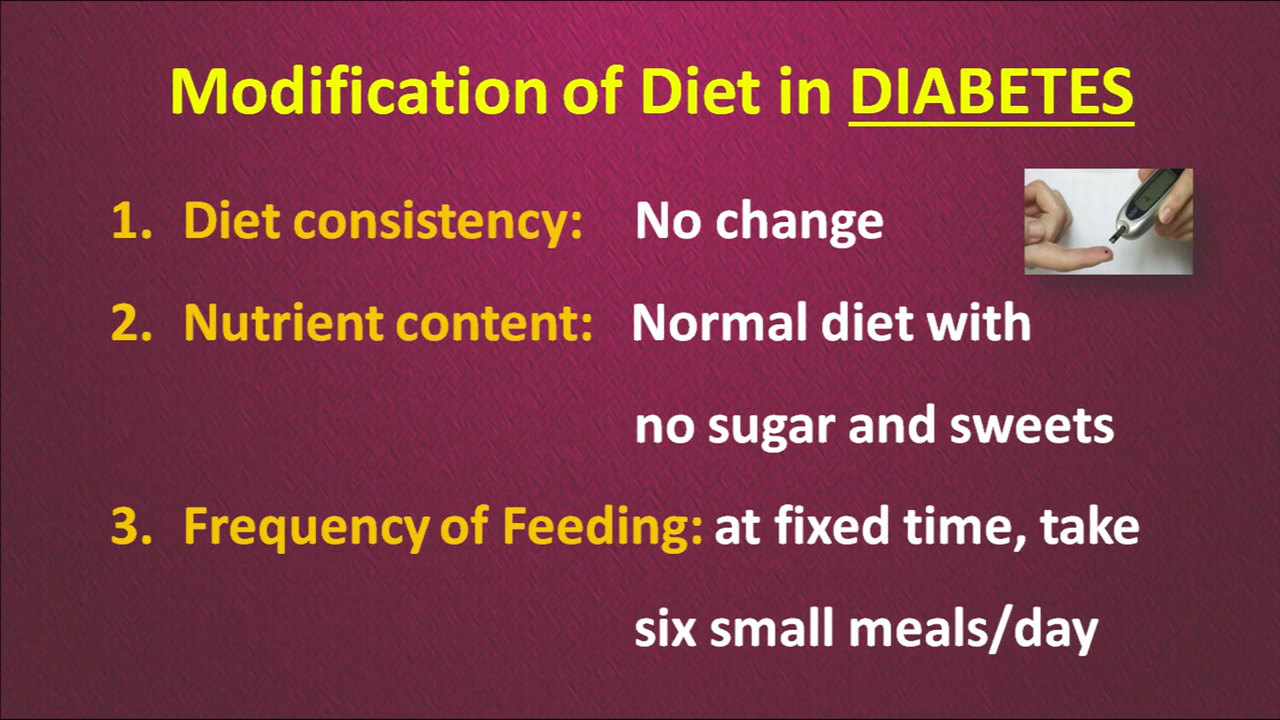 Modification of Diet in DIABETES
1. Diet consistency: No change
2. Nutrient content: Normal diet with
no sugar and sweets
3. Frequency of Feeding: at fixed time, take
six small meals/day